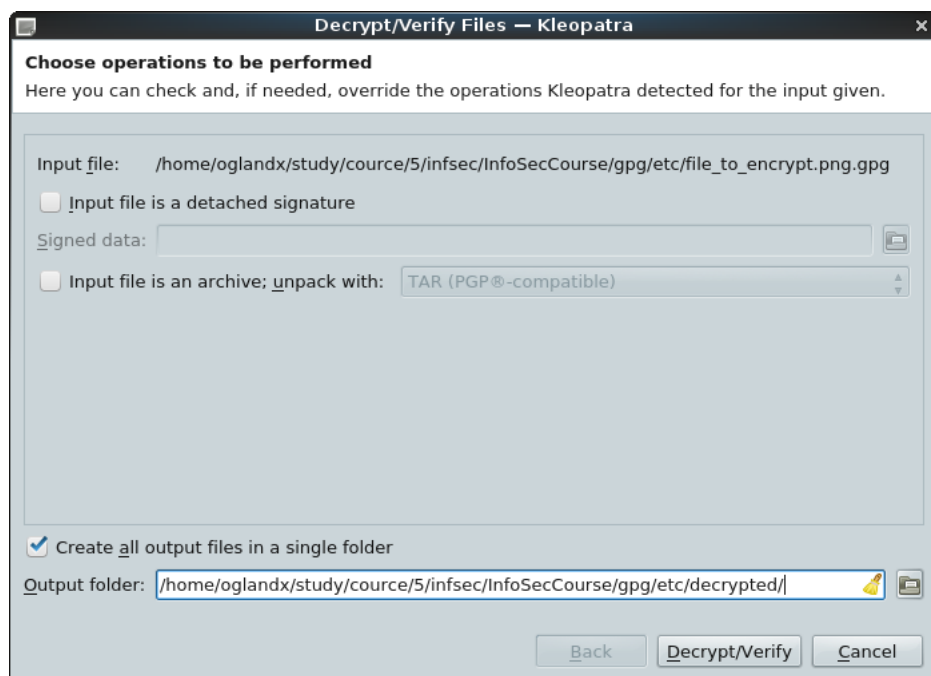 Decrypt/Verify Files — Kleopatra
Choose operations to be performed
Here you can check and, if needed, override the operations Kleopatra detected for the input given.
Input file: /home/oglandx/study/cource/5/infsec/InfoSecCourse/gpg/etc/file_to_encrypt.png.gpg
Input file is a detached signature
Signed data:
Input file is an archive; unpack with: TAR (PGP®-compatible)
Create all output files in a single folder
Output folder: /home/oglandx/study/cource/5/infsec/InfoSecCourse/gpg/etc/decrypted/
Back Decrypt/Verify Cancel